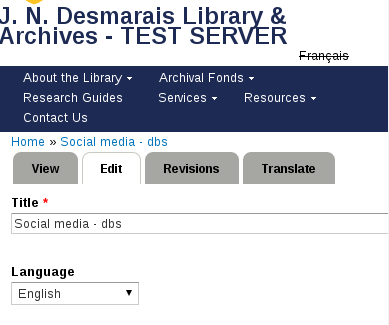 J. N. Desmarais Library &
Archives - TEST SERVER
Français
About the Library Archival Fonds
Research Guides Services Resources
Contact Us
Home » Social media - dbs
View Edit Revisions Translate
Title *
Social media - dbs
Language
English